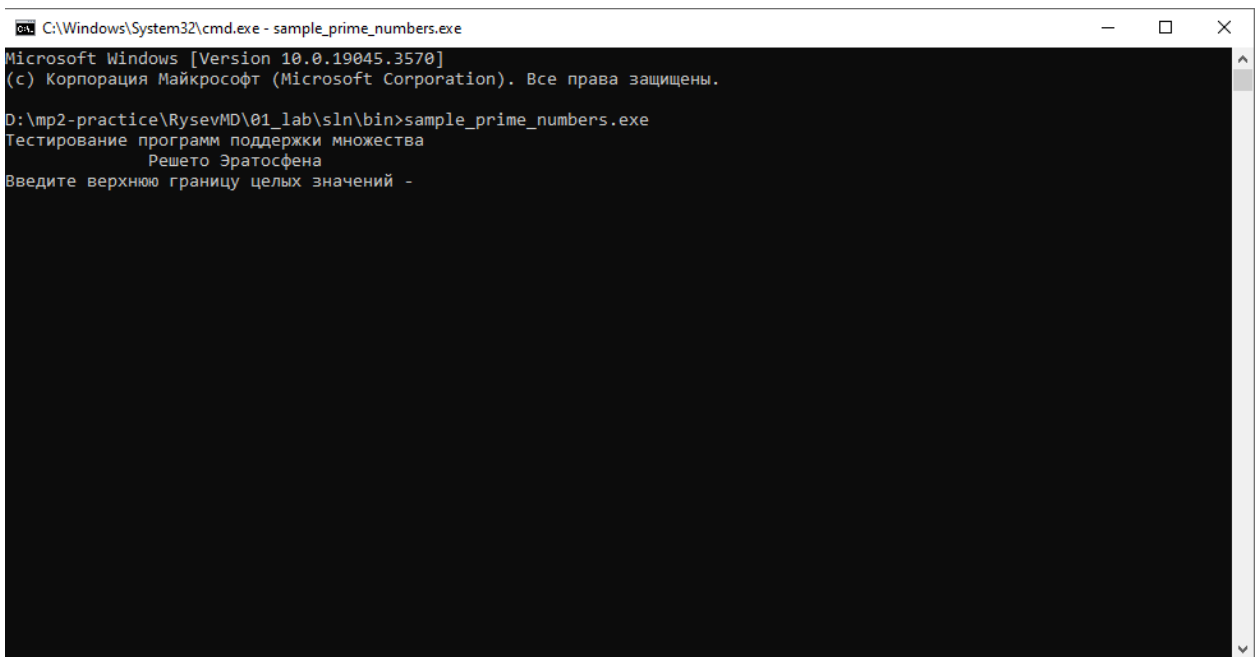 C:\Windows\System32\cmd.exe - sample_prime_numbers.exe
Microsoft Windows [Version 10.0.19045.3570]
(c) Корпорация Майкрософт (Microsoft Corporation). Все права защищены.
D:\mp2-practice\RysevMD\01_lab\sln\bin>sample_prime_numbers.exe
Тестирование программ поддержки множества
Решето Эратосфена
Введите верхнюю границу целых значений -